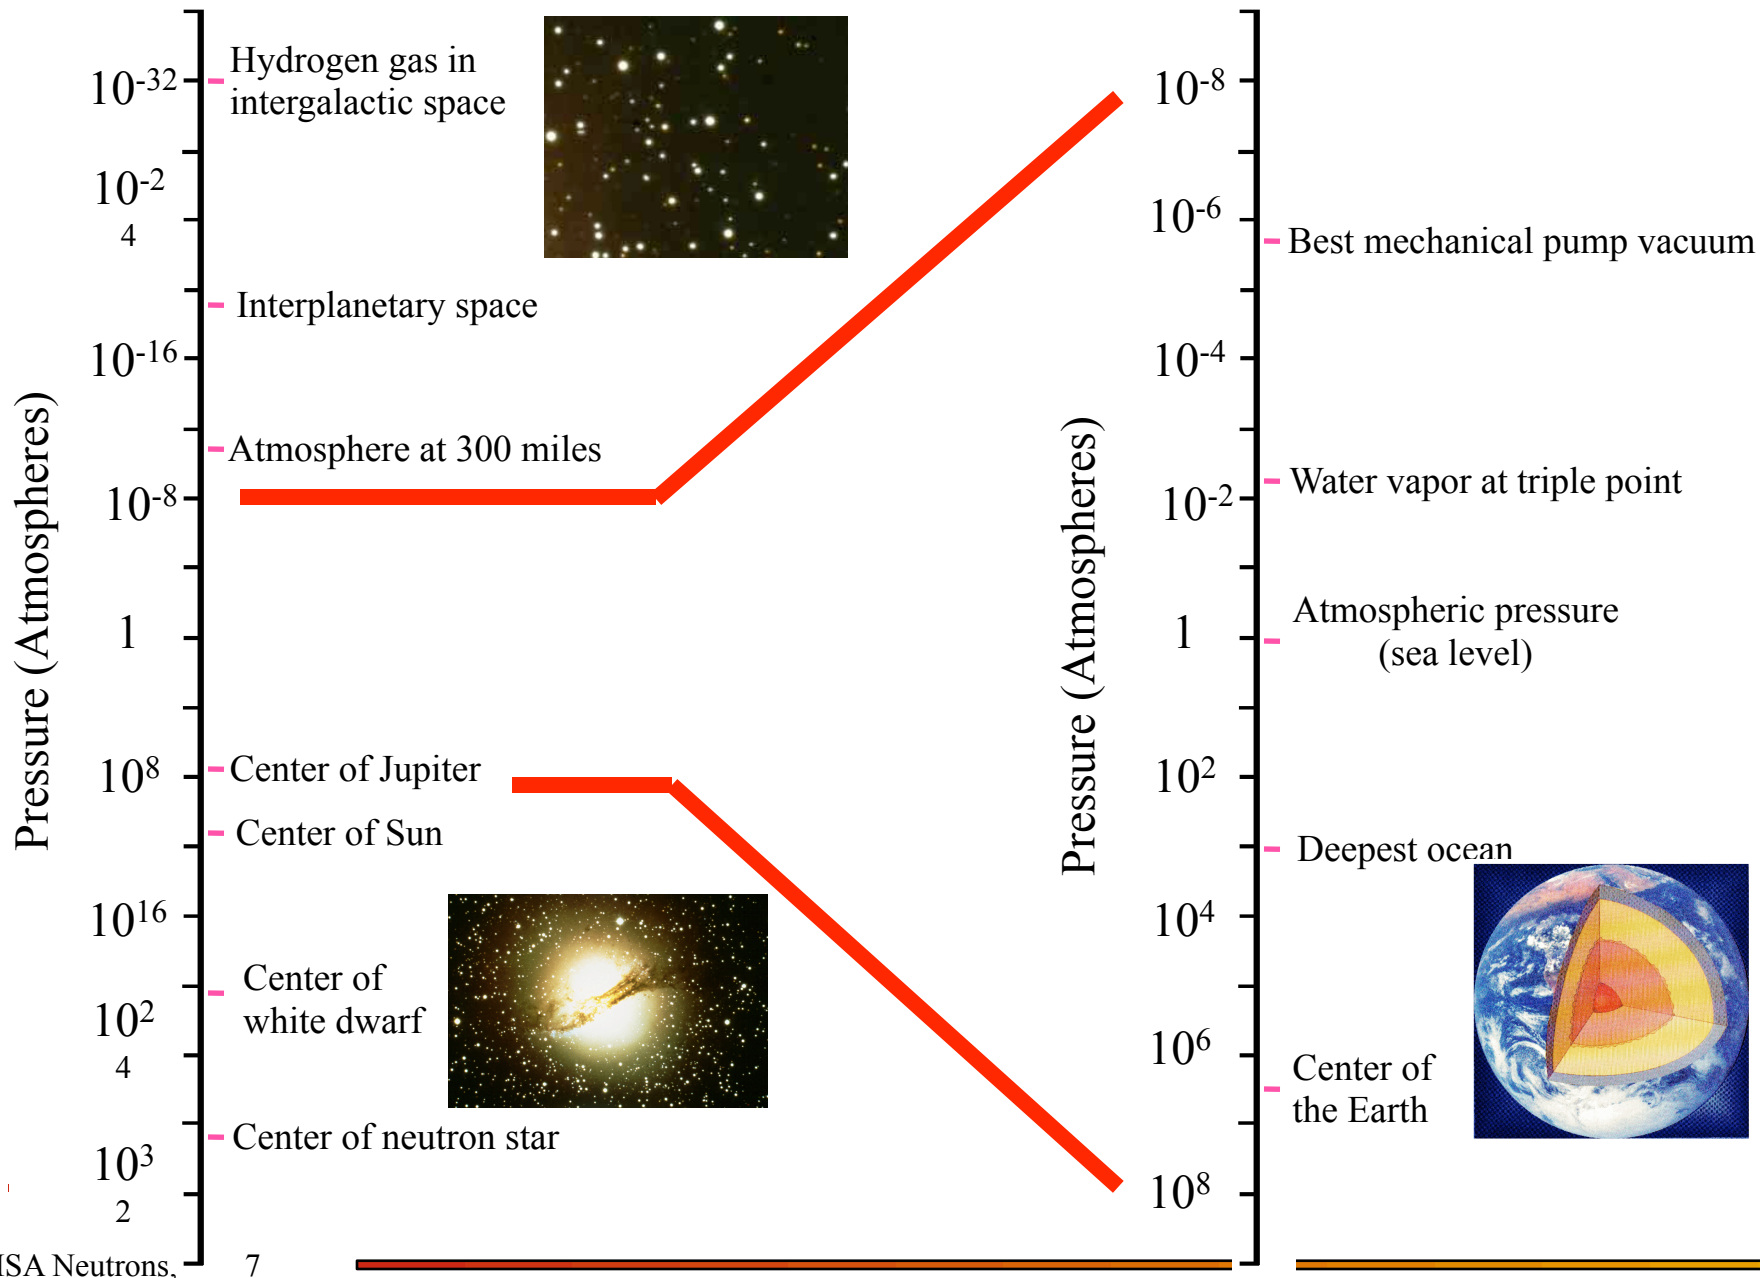 Pressure (Atmospheres)
10-32
10-2
4
10-16
10-8
1
108
1016
102
4
103
2
Hydrogen gas in
intergalactic space
Interplanetary space
Atmosphere at 300 miles
Center of Jupiter
Center of Sun
Center of
white dwarf
Center of neutron star
Pressure (Atmospheres)
10-8
10-6
10-4
10-2
1
102
104
106
108
Best mechanical pump vacuum
Water vapor at triple point
Atmospheric pressure
(sea level)
Deepest ocean
Center of
the Earth
Neutrons,
7